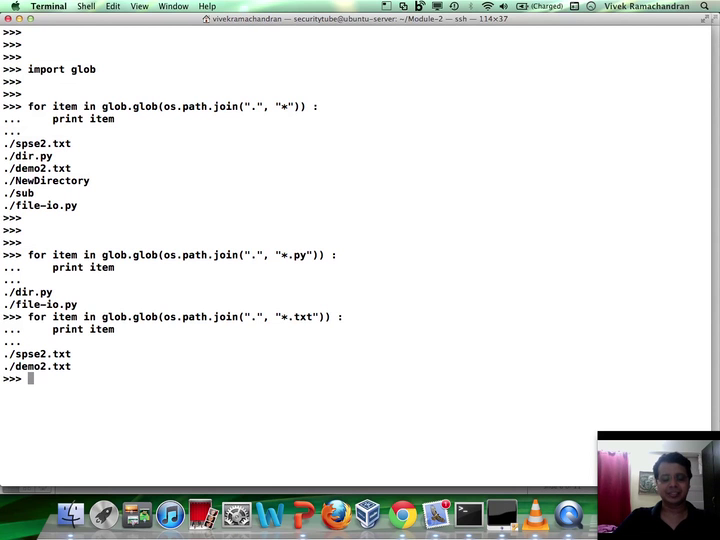 Terminal Shell Edit View Window Help (Charged) Vivek Ramachandran
vivekramachandran — securitytube@ubuntu-server: ~/Module-2 — ssh — 114×37
>>>
>>>
>>>
>>> import glob
>>>
>>>
>>> for item in glob.glob(os.path.join(".", "*")) :
...     print item
...
./spse2.txt
./dir.py
./demo2.txt
./NewDirectory
./sub
./file-io.py
>>>
>>>
>>>
>>> for item in glob.glob(os.path.join(".", "*.py")) :
...     print item
...
./dir.py
./file-io.py
>>> for item in glob.glob(os.path.join(".", "*.txt")) :
...     print item
...
./spse2.txt
./demo2.txt
>>>